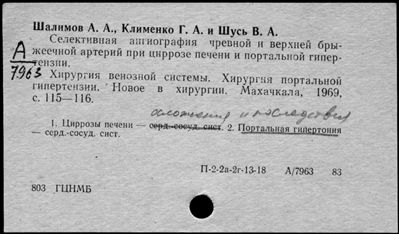 Шалимов А. А., Клименко Г. А. и Шусь В. А.
Селективная ангиография чревной и верхней бры-
жеечной артерий при циррозе печени и портальной гипер-
тензии.
А
7963
Хирургия венозной системы. Хирургия портальной
гипертензии. Новое в хирургии. Махачкала, 1969,
с. 115—116.
осложнения и последствия
1. Циррозы печени — серд.-сосуд. сист. 2. Портальная гипертония
— серд.-сосуд. сист.
П-2-2а-2г-13-18 А/7963 83
803 ГЦНМБ